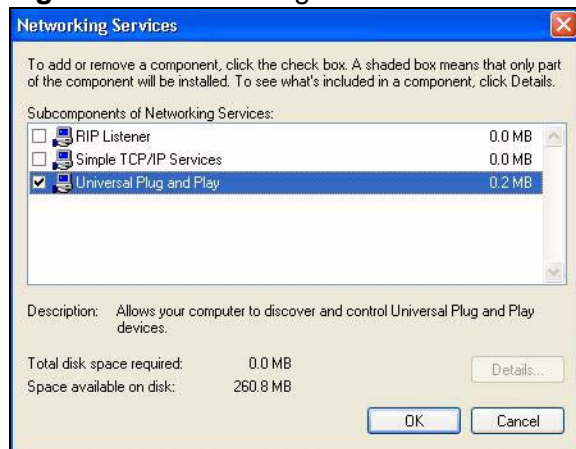 Networking Services
To add or remove a component, click the check box. A shaded box means that only part
of the component will be installed. To see what's included in a component, click Details.
Subcomponents of Networking Services:
RIP Listener 0.0 MB
Simple TCP/IP Services 0.0 MB
Universal Plug and Play 0.2 MB
Description: Allows your computer to discover and control Universal Plug and Play
devices.
Total disk space required: 0.0 MB
Details...
Space available on disk: 260.8 MB
OK Cancel